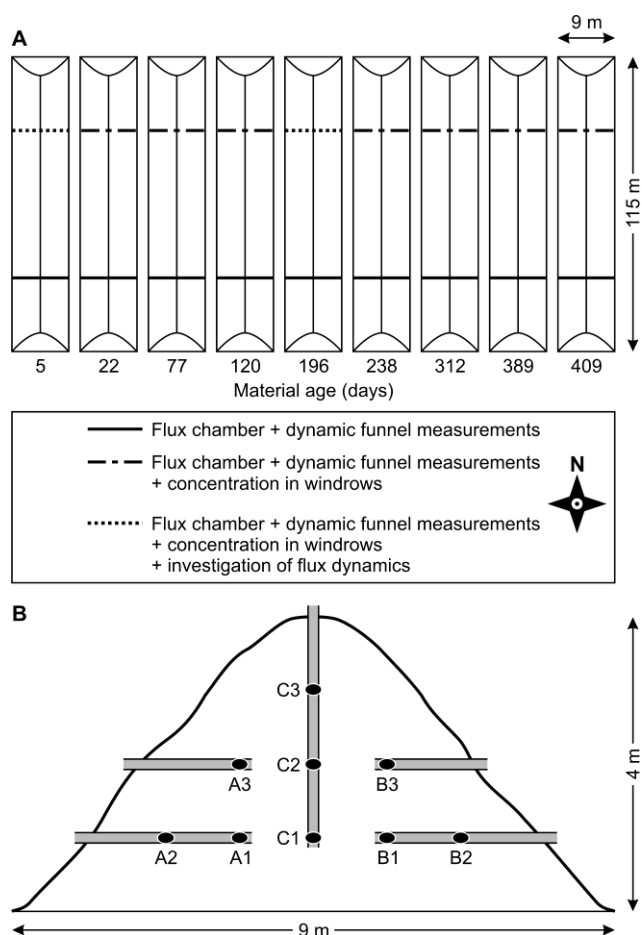 A
9 m
115 m
5 22 77 120 196 238 312 389 409
Material age (days)
Flux chamber + dynamic funnel measurements
Flux chamber + dynamic funnel measurements
+ concentration in windrows
N
Flux chamber + dynamic funnel measurements
+ concentration in windrows
+ investigation of flux dynamics
B
C3
C2
A3
B3
4 m
C1
A2 A1
B1 B2
9 m